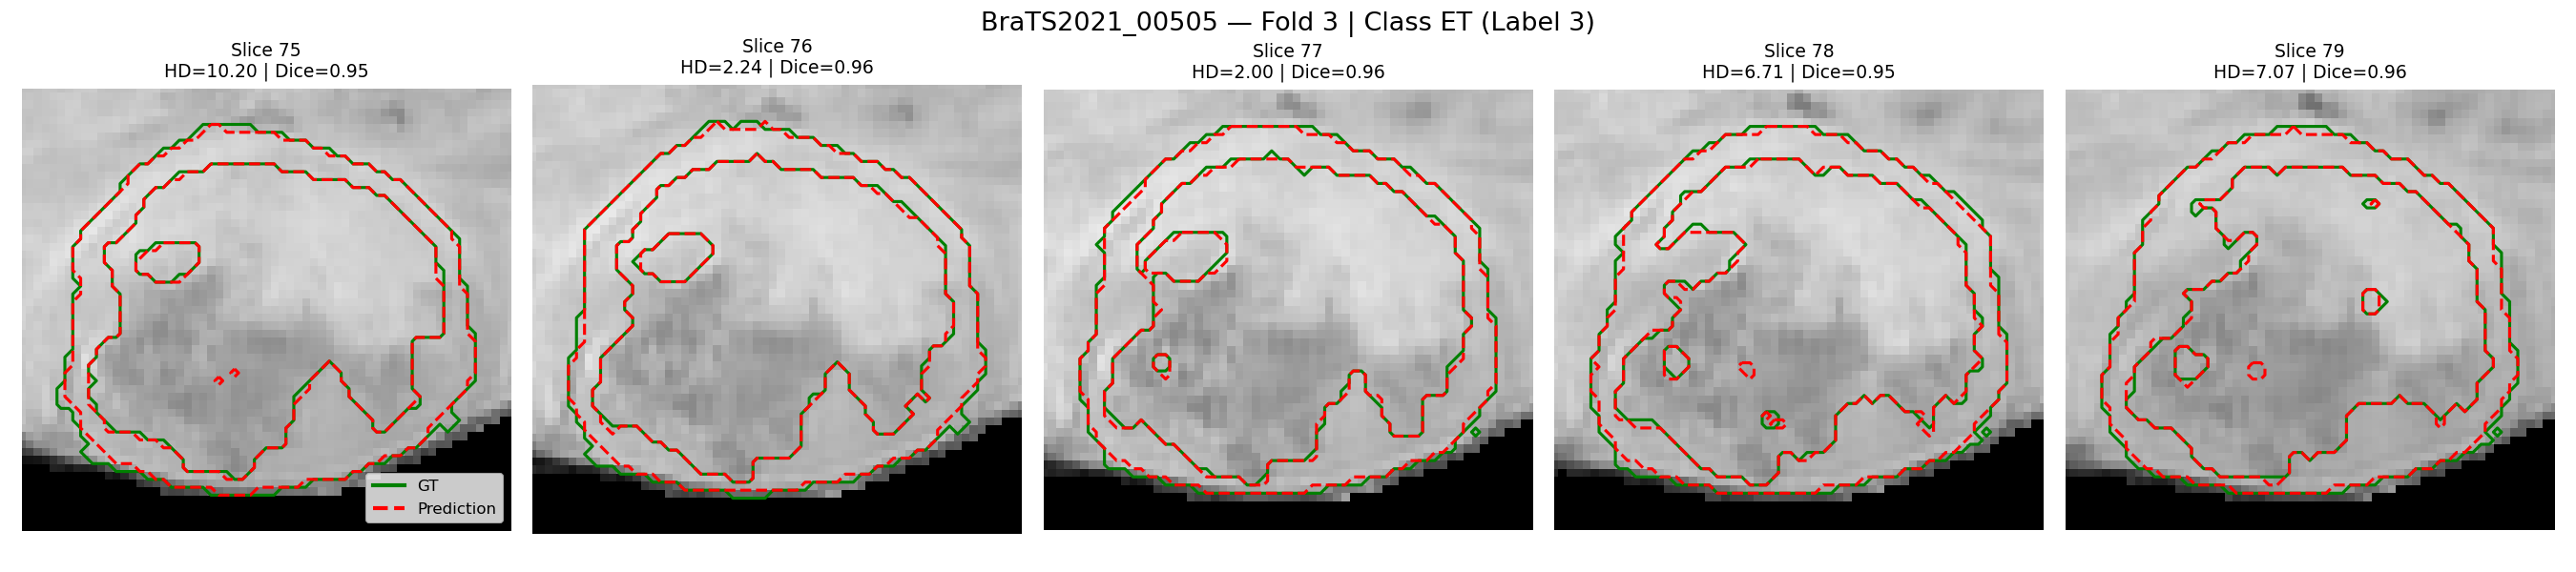 BraTS2021_00505 — Fold 3 | Class ET (Label 3)
Slice 75
HD=10.20 | Dice=0.95
Slice 76
HD=2.24 | Dice=0.96
Slice 77
HD=2.00 | Dice=0.96
Slice 78
HD=6.71 | Dice=0.95
Slice 79
HD=7.07 | Dice=0.96
GT
Prediction